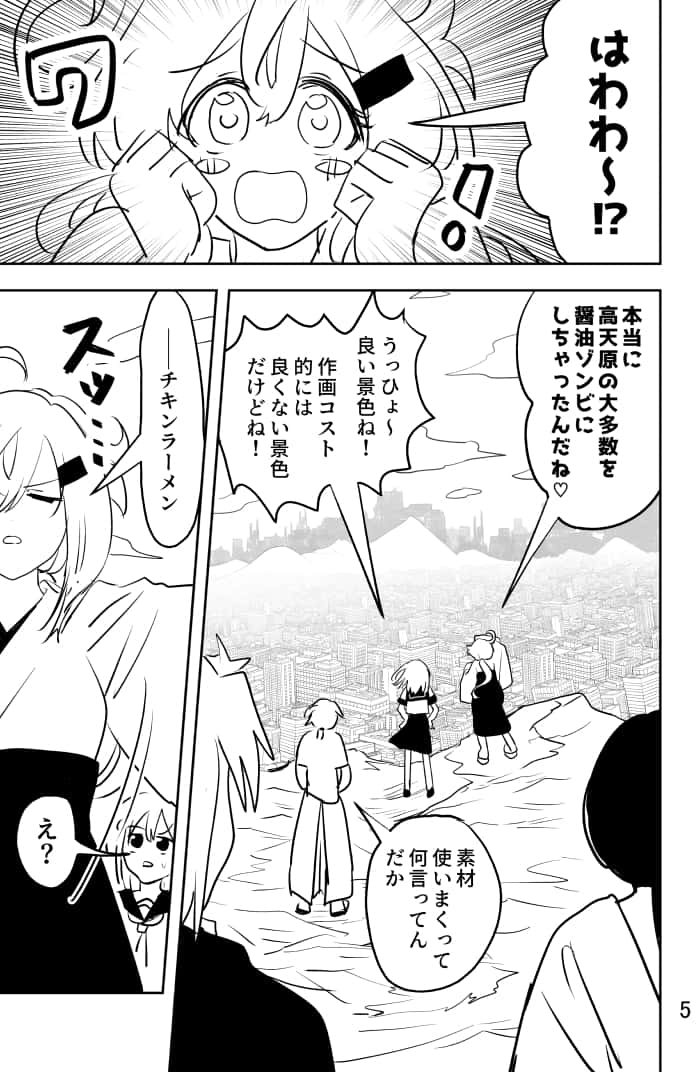 はわわ～!?
ワ
ワ!
本当に
高天原の大多数を
醤油ゾンビに
しちゃったんだね♡
うっひょ～
良い景色ね！
作画コスト
的には
良くない景色
だけどね！
素材
使いまくって
何言ってん
だか
スッ…
──チキンラーメン
え？
5